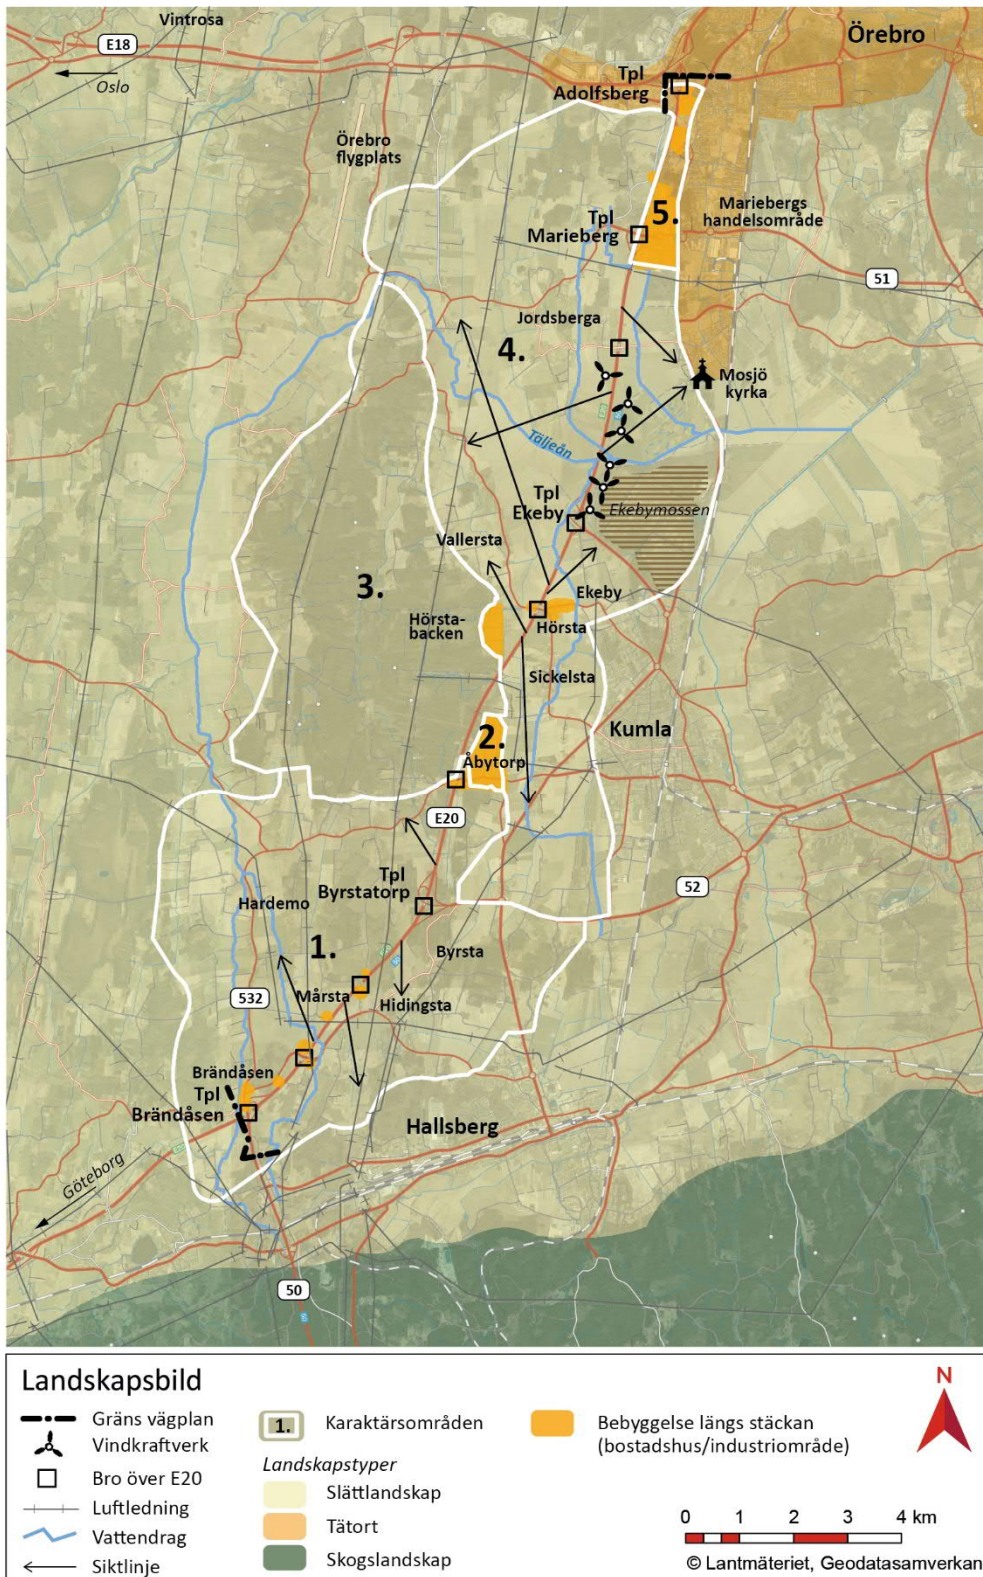 Vintrosa
E18
Oslo
Örebro
Tpl
Adolfsberg
Örebro
flygplats
5.
Mariebergs
handelsområde
Tpl
Marieberg
51
Jordsberga
4.
Mosjö
kyrka
Täljeån
Tpl
Ekeby
Ekebymossen
Vallersta
3.
Ekeby
Hörsta-
backen
Hörsta
Sickelsta
2.
Kumla
Åbytorp
E20
Tpl
Byrstatorp
52
Hardemo
1.
Byrsta
532
Mårsta
Hidingsta
Brändåsen
Tpl
Brändåsen
Hallsberg
Göteborg
50
Landskapsbild
Gräns vägplan
Vindkraftverk
Bro över E20
Luftledning
Vattendrag
Siktlinje
1.
Karaktärsområden
Landskapstyper
Slättlandskap
Tätort
Skogslandskap
Bebyggelse längs stäckan
(bostadshus/industriområde)
N
0 1 2 3 4 km
© Lantmäteriet, Geodatasamverkan